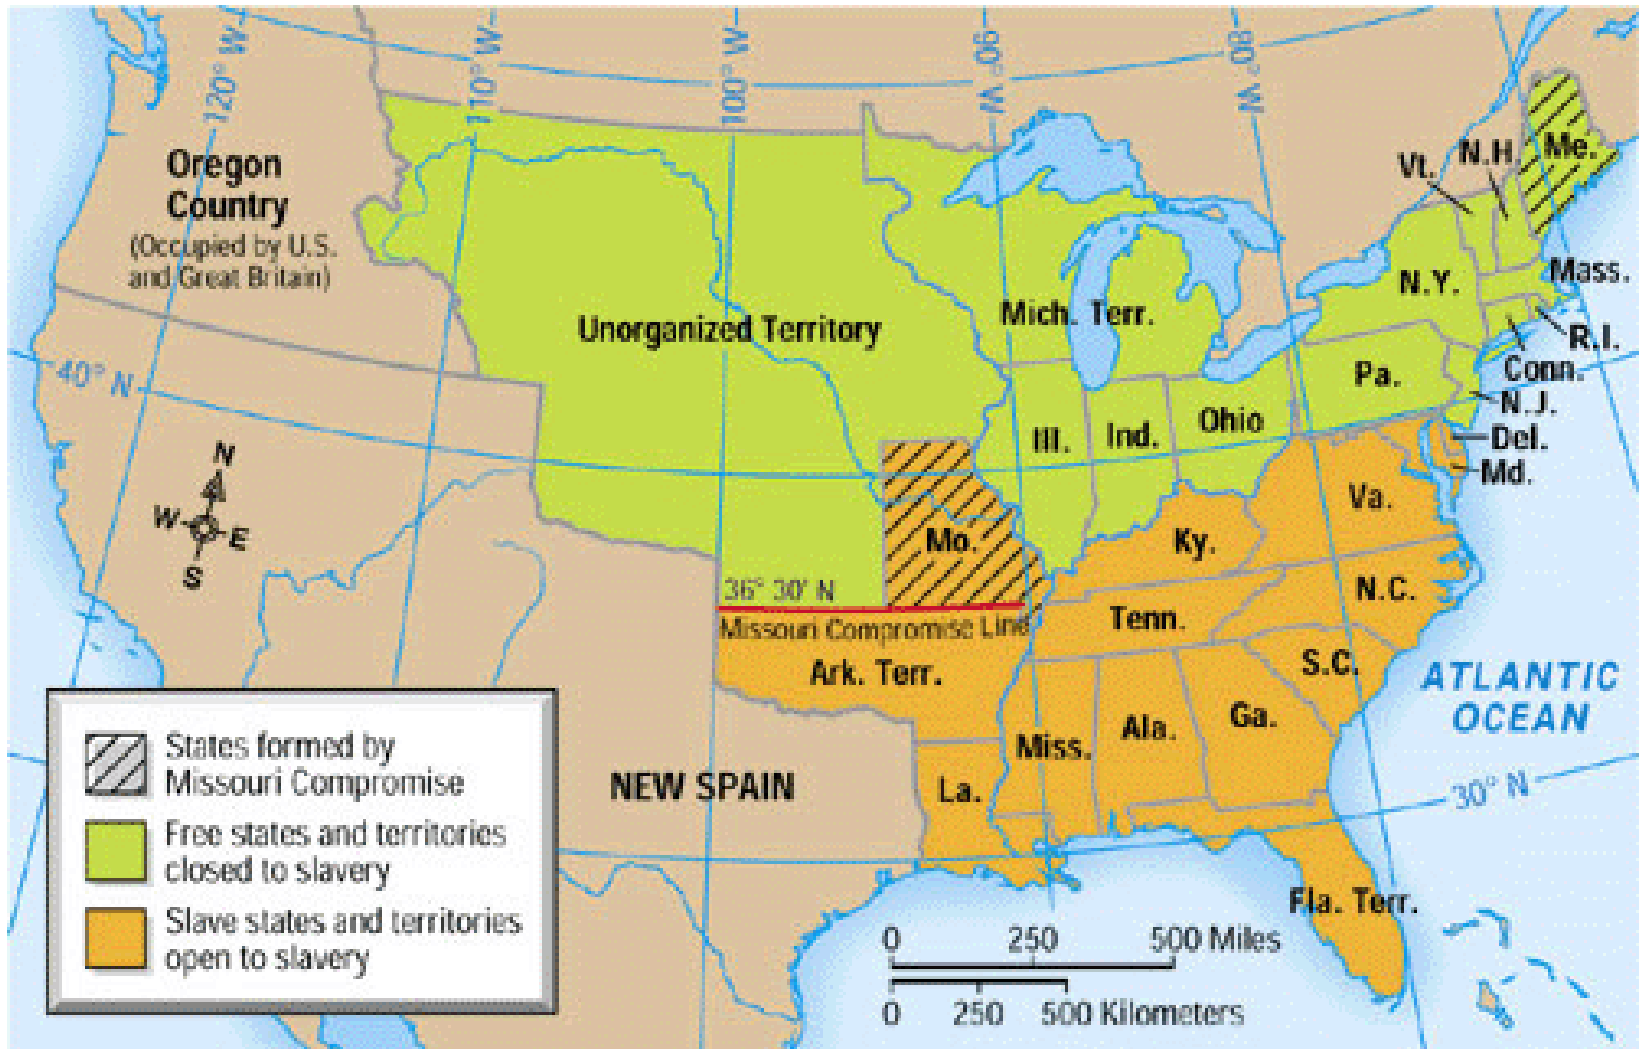 120° W
110° W
100° W
90° W
80° W
Oregon
Country
(Occupied by U.S.
and Great Britain)
Unorganized Territory
Mich. Terr.
Vt.
N.H.
Me.
N.Y.
Mass.
R.I.
Conn.
Pa.
N.J.
Del.
Md.
40° N
Ill.
Ind.
Ohio
N
W
E
S
Mo.
Ky.
Va.
36° 30' N
Missouri Compromise Line
Ark. Terr.
Tenn.
N.C.
S.C.
ATLANTIC
OCEAN
Miss.
Ala.
Ga.
La.
NEW SPAIN
30° N
Fla. Terr.
States formed by
Missouri Compromise
Free states and territories
closed to slavery
Slave states and territories
open to slavery
0 250 500 Miles
0 250 500 Kilometers